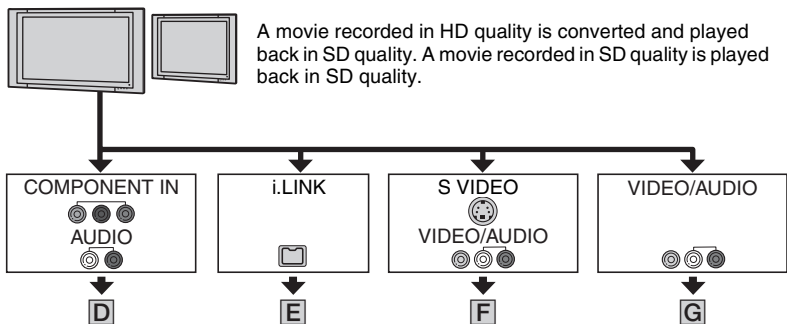 A movie recorded in HD quality is converted and played
back in SD quality. A movie recorded in SD quality is played
back in SD quality.
COMPONENT IN
AUDIO
i.LINK
S VIDEO
VIDEO/AUDIO
VIDEO/AUDIO
D
E
F
G